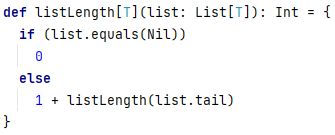 def listLength[T](list: List[T]): Int = {
  if (list.equals(Nil))
    0
  else
    1 + listLength(list.tail)
}